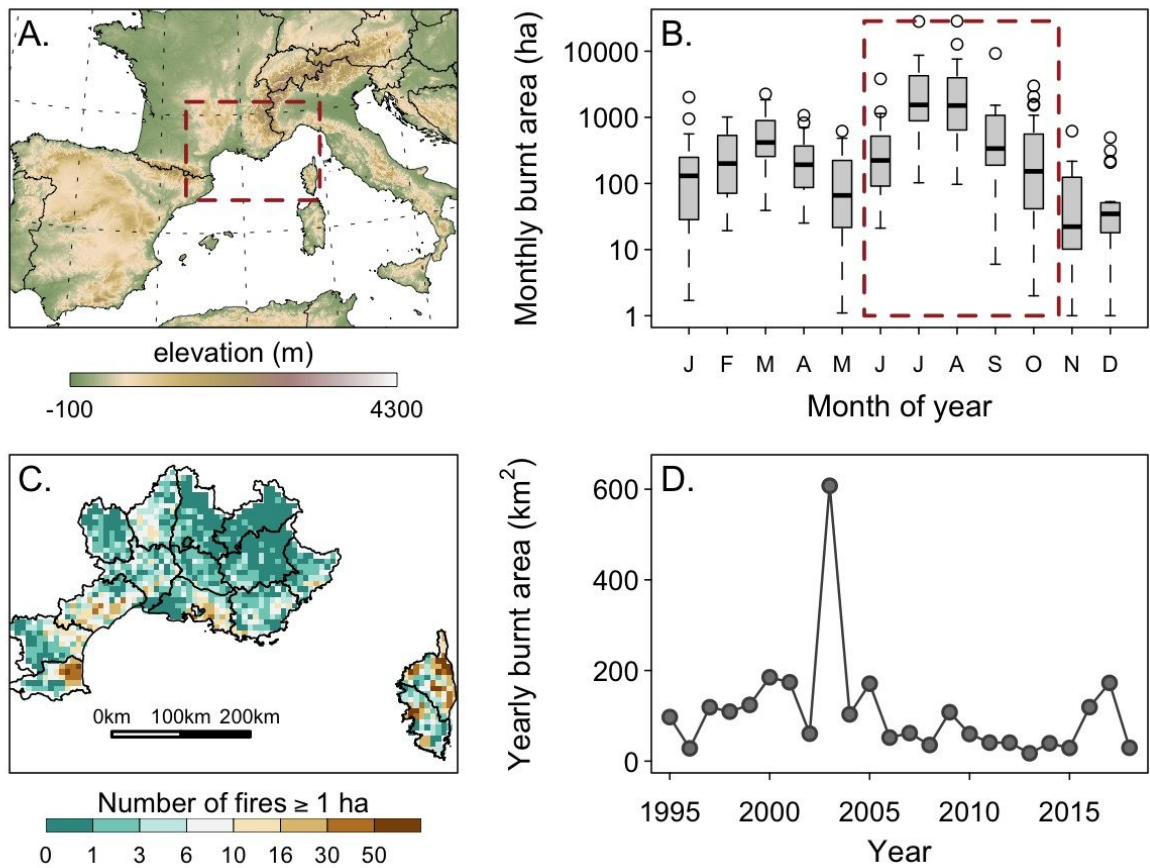 A.
elevation (m)
-100 4300
B.
Monthly burnt area (ha)
10000
1000
100
10
1
J F M A M J J A S O N D
Month of year
C.
0km 100km 200km
Number of fires ≥ 1 ha
0 1 3 6 10 16 30 50
D.
Yearly burnt area (km²)
600
400
200
0
1995 2000 2005 2010 2015
Year